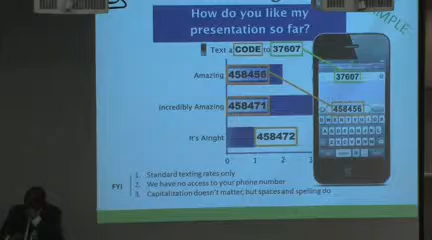 How do you like my
presentation so far?
Text a CODE to 37607
Amazing 458456
Incredibly Amazing 458471
It's Alright 458472
0 1 2 3
37607
458456
FYI
1. Standard texting rates only
2. We have no access to your phone number
3. Capitalization doesn't matter, but spaces and spelling do